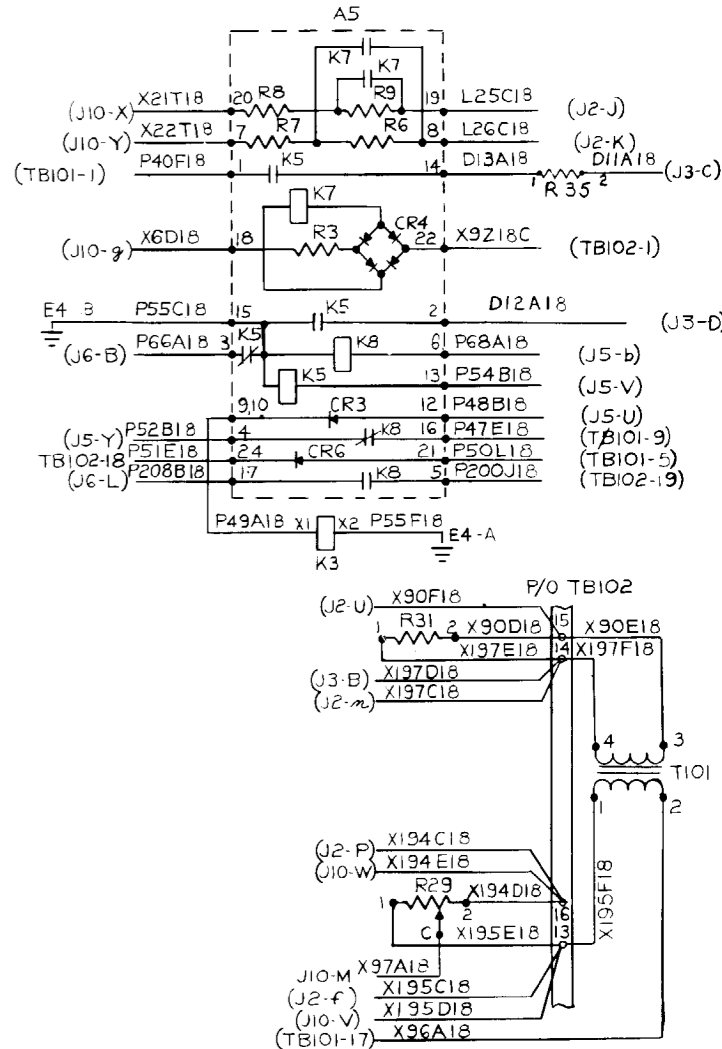 A5
K7
K7
(J10-X) X21T18 20 R8 R9 19 L25C18 (J2-J)
(J10-Y) X22T18 7 R7 R6 8 L26C18 (J2-K)
(TB101-1) P40F18 1 K5 14 D13A18 1 R35 2 D11A18 (J3-C)
K7
(J10-g) X6D18 18 R3 CR4 22 X9Z18C (TB102-1)
E4 B P55C18 15 K5 2 D12A18 (J3-D)
(J6-B) P66A18 3 K5 K8 6 P68A18 (J5-b)
K5 13 P54B18 (J5-V)
9,10 CR3 12 P48B18 (J5-U)
(J5-Y) P52B18 4 K8 16 P47E18 (TB101-9)
TB102-18 P51E18 24 CR6 21 P50L18 (TB101-5)
(J6-L) P208B18 17 K8 5 P200J18 (TB102-19)
P49A18 X1 X2 P55F18 E4-A
K3
P/O TB102
(J2-U) X90F18 15
1 R31 2 X90D18 X90E18
X197E18 14 X197F18
(J3-B) X197D18
(J2-n) X197C18
4 3
T101
1 2
(J2-P) X194C18
(J10-W) X194E18
X195F18
1 R29 2 X194D18 16
C X195E18 13
J10-M X97A18
(J2-f) X195C18
(J10-V) X195D18
(TB101-17) X96A18